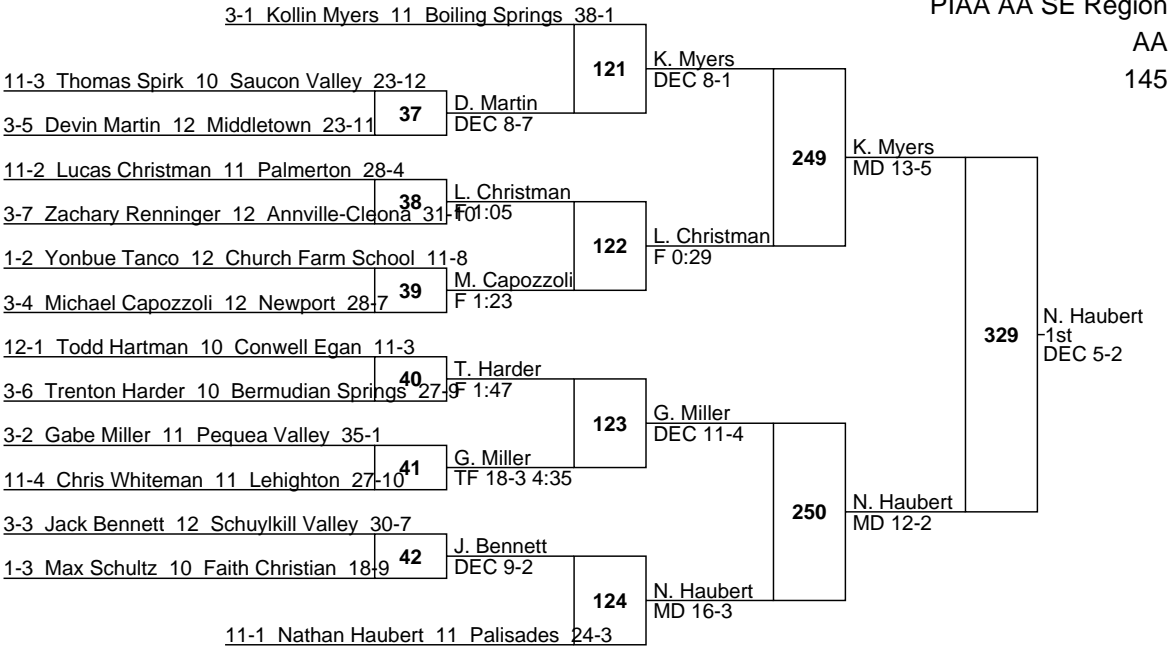 PIAA AA SE Region
AA
145
3-1 Kollin Myers 11 Boiling Springs 38-1
121
K. Myers
DEC 8-1
11-3 Thomas Spirk 10 Saucon Valley 23-12
37
D. Martin
DEC 8-7
3-5 Devin Martin 12 Middletown 23-11
249
K. Myers
MD 13-5
11-2 Lucas Christman 11 Palmerton 28-4
38
L. Christman
F 1:05
3-7 Zachary Renninger 12 Annville-Cleona 31-10
122
L. Christman
F 0:29
1-2 Yonbue Tanco 12 Church Farm School 11-8
39
M. Capozzoli
F 1:23
3-4 Michael Capozzoli 12 Newport 28-7
329
N. Haubert
1st
DEC 5-2
12-1 Todd Hartman 10 Conwell Egan 11-3
40
T. Harder
F 1:47
3-6 Trenton Harder 10 Bermudian Springs 27-9
123
G. Miller
DEC 11-4
3-2 Gabe Miller 11 Pequea Valley 35-1
41
G. Miller
TF 18-3 4:35
11-4 Chris Whiteman 11 Lehighton 27-10
250
N. Haubert
MD 12-2
3-3 Jack Bennett 12 Schuylkill Valley 30-7
42
J. Bennett
DEC 9-2
1-3 Max Schultz 10 Faith Christian 18-9
124
N. Haubert
MD 16-3
11-1 Nathan Haubert 11 Palisades 24-3